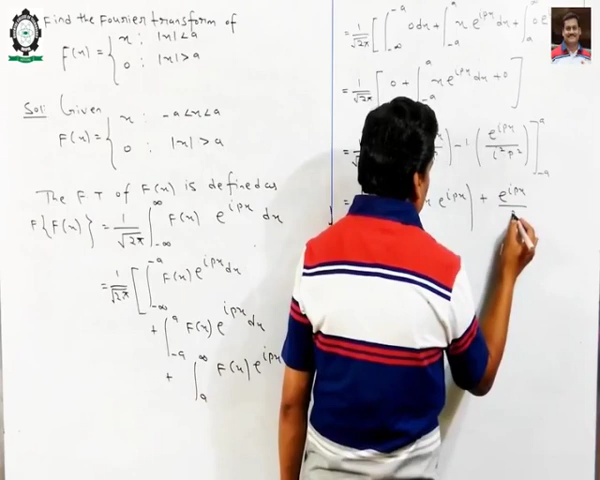 Find the Fourier transform of
F(x) = { x : |x| < a
0 : |x| > a
Sol: Given
F(x) = { x : -a < x < a
0 : |x| > a
The F T of F(x) is defined as
F{F(x)} = 1/√2π ∫_{-∞}^{∞} F(x) e^{ipx} dx
= 1/√2π [ ∫_{-∞}^{-a} F(x) e^{ipx} dx
+ ∫_{-a}^{a} F(x) e^{ipx} dx
+ ∫_{a}^{∞} F(x) e^{ipx}
= 1/√2π [ ∫_{-∞}^{-a} 0 dx + ∫_{-a}^{a} x e^{ipx} dx + ∫_{a}^{∞} 0 e
= 1/√2π [ 0 + ∫_{-a}^{a} x e^{ipx} dx + 0 ]
= ) - 1 ( e^{ipx} / i²p² ) ]_{-a}^{a}
= x e^{ipx} ) + e^{ipx}